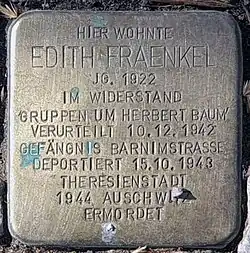 HIER WOHNTE
EDITH FRAENKEL
JG. 1922
IM WIDERSTAND
'GRUPPEN UM HERBERT BAUM'
VERURTEILT 10.12.1942
GEFÄNGNIS BARNIMSTRASSE
DEPORTIERT 15.10.1943
THERESIENSTADT
1944 AUSCHWITZ
ERMORDET